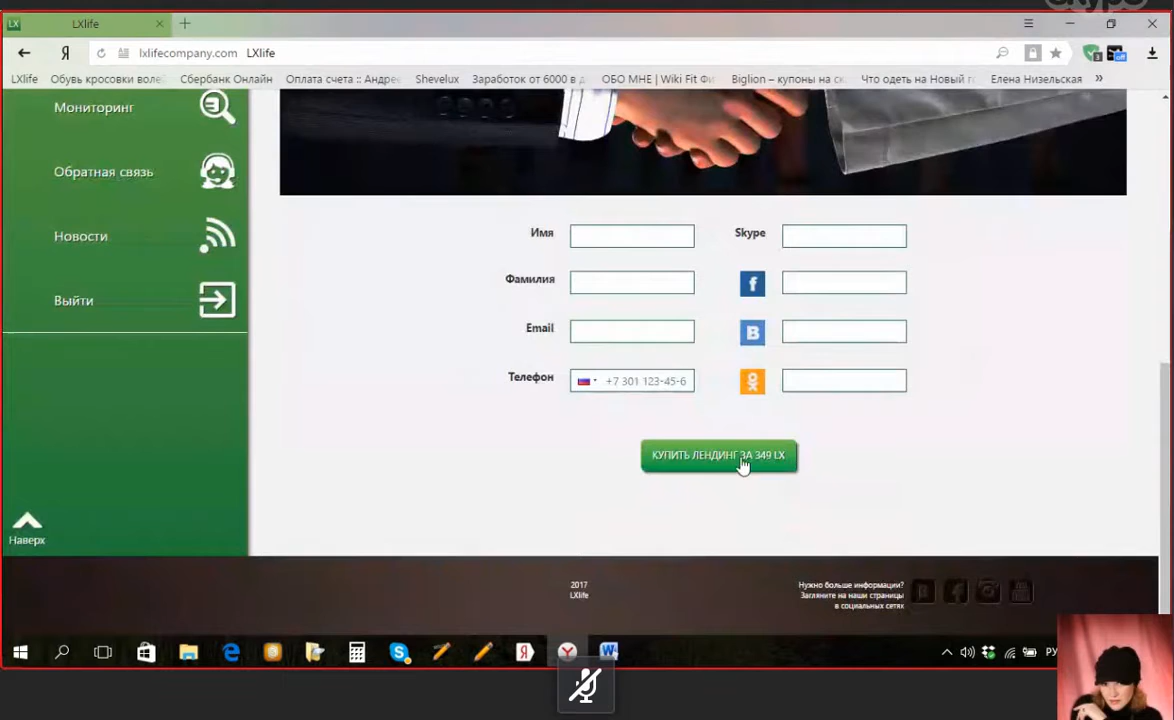 LXlife
lxlifecompany.com LXlife
LXlife
Обувь кроссовки воле
Сбербанк Онлайн
Оплата счета :: Андре
Shevelux
Заработок от 6000 в д
ОБО МНЕ | Wiki Fit Фи
Biglion – купоны на ск
Что одеть на Новый г
Елена Низельская
»
Мониторинг
Обратная связь
Новости
Выйти
Наверх
Имя
Skype
Фамилия
Email
Телефон
+7 301 123-45-6
КУПИТЬ ЛЕНДИНГ ЗА 349 LX
2017
LXlife
Нужно больше информации?
Загляните на наши страницы
в социальных сетях
РУ